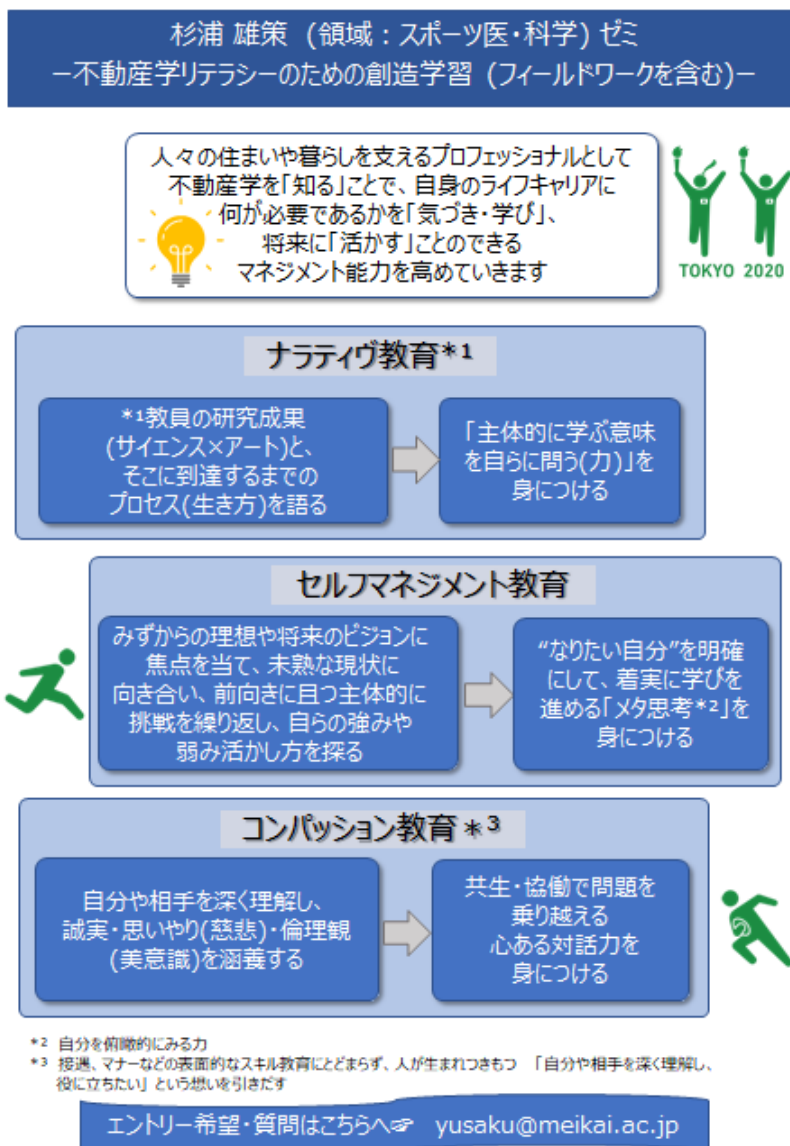 杉浦 雄策 (領域：スポーツ医・科学) ゼミ
－不動産学リテラシーのための創造学習 (フィールドワークを含む)－
人々の住まいや暮らしを支えるプロフェッショナルとして
不動産学を「知る」ことで、自身のライフキャリアに
何が必要であるかを「気づき・学び」、
将来に「活かす」ことのできる
マネジメント能力を高めていきます
TOKYO 2020
ナラティヴ教育*1
*1教員の研究成果
(サイエンス×アート)と、
そこに到達するまでの
プロセス(生き方)を語る
「主体的に学ぶ意味
を自らに問う(力)」を
身につける
セルフマネジメント教育
みずからの理想や将来のビジョンに
焦点を当て、未熟な現状に
向き合い、前向きに且つ主体的に
挑戦を繰り返し、自らの強みや
弱み活かし方を探る
“なりたい自分”を明確
にして、着実に学びを
進める「メタ思考*2」を
身につける
コンパッション教育＊3
自分や相手を深く理解し、
誠実・思いやり(慈悲)・倫理観
(美意識)を涵養する
共生・協働で問題を
乗り越える
心ある対話力を
身につける
*2 自分を俯瞰的にみる力
*3 接遇、マナーなどの表面的なスキル教育にとどまらず、人が生まれつきもつ 「自分や相手を深く理解し、
役に立ちたい」という想いを引きだす
エントリー希望・質問はこちらへ☞ yusaku@meikai.ac.jp